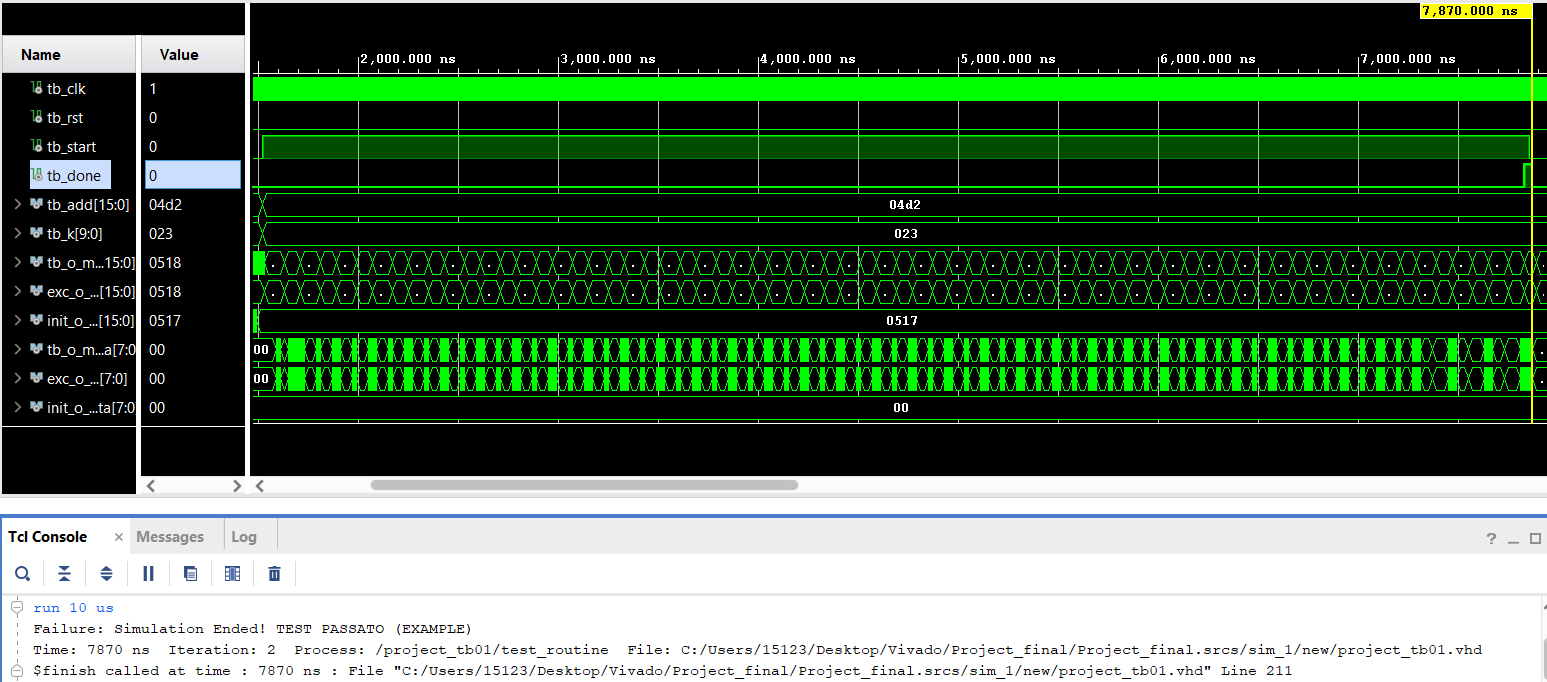 7,870.000 ns
Name Value
2,000.000 ns 3,000.000 ns 4,000.000 ns 5,000.000 ns 6,000.000 ns 7,000.000 ns
tb_clk 1
tb_rst 0
tb_start 0
tb_done 0
tb_add[15:0] 04d2 04d2
tb_k[9:0] 023 023
tb_o_m...15:0] 0518
exc_o_...[15:0] 0518
init_o_...[15:0] 0517 0517
tb_o_m...a[7:0 00 00
exc_o_...[7:0] 00 00
init_o_...ta[7:0 00 00
Tcl Console × Messages Log ? _
run 10 us
Failure: Simulation Ended! TEST PASSATO (EXAMPLE)
Time: 7870 ns Iteration: 2 Process: /project_tb01/test_routine File: C:/Users/15123/Desktop/Vivado/Project_final/Project_final.srcs/sim_1/new/project_tb01.vhd
$finish called at time : 7870 ns : File "C:/Users/15123/Desktop/Vivado/Project_final/Project_final.srcs/sim_1/new/project_tb01.vhd" Line 211